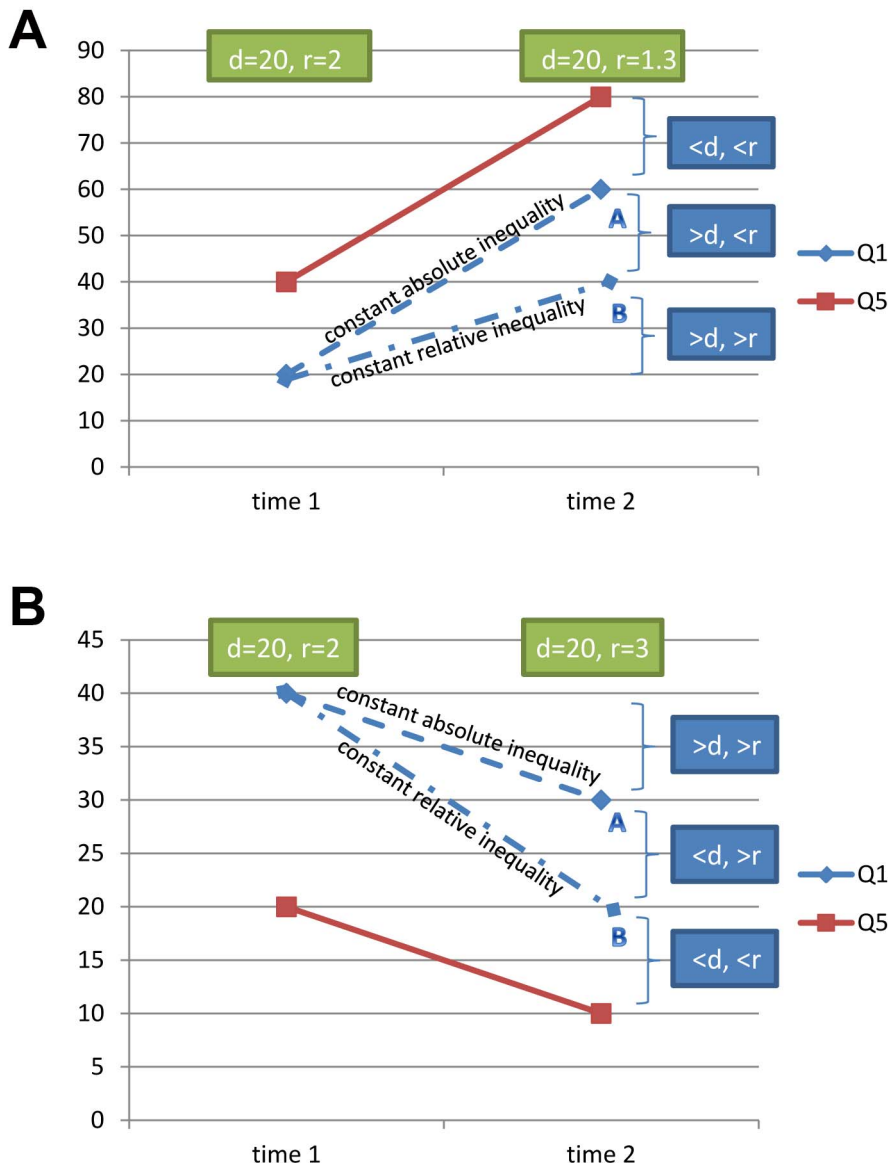 A
d=20, r=2
d=20, r=1.3
90
80
70
60
50
40
30
20
10
0
constant absolute inequality
constant relative inequality
A
B
<d, <r
>d, <r
>d, >r
Q1
Q5
time 1
time 2
B
d=20, r=2
d=20, r=3
45
40
35
30
25
20
15
10
5
0
constant absolute inequality
constant relative inequality
A
B
>d, >r
<d, >r
<d, <r
Q1
Q5
time 1
time 2